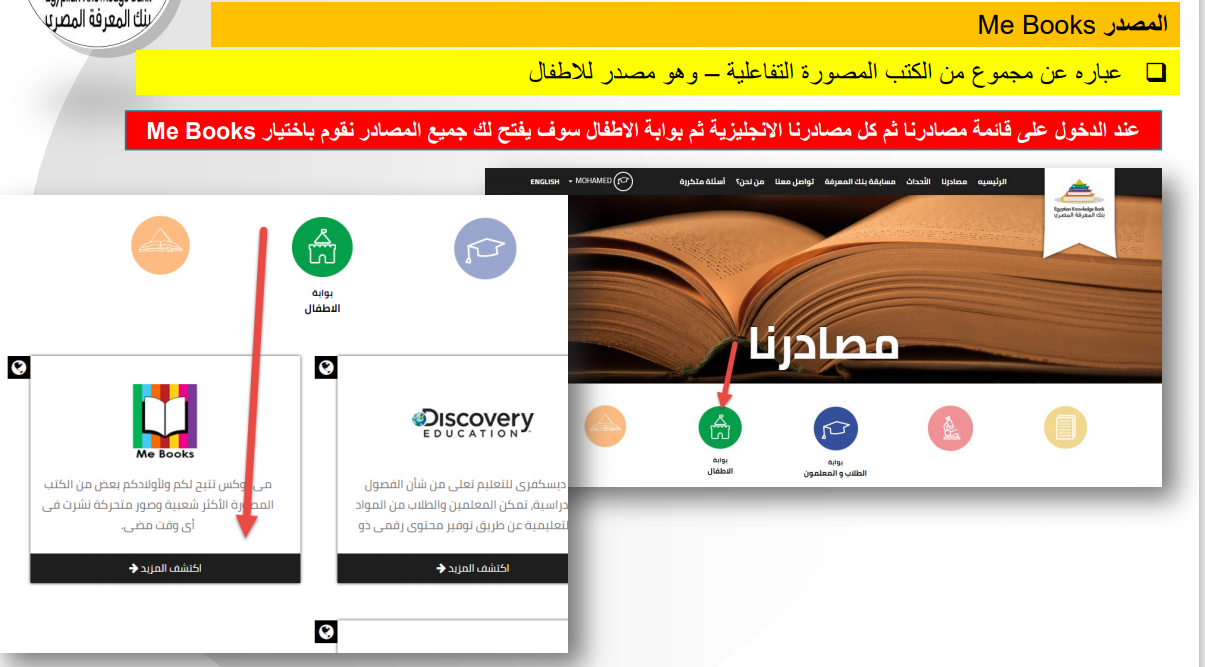 بنك المعرفة المصري
المصدر Me Books
عباره عن مجموع من الكتب المصورة التفاعلية – وهو مصدر للاطفال
عند الدخول على قائمة مصادرنا ثم كل مصادرنا الانجليزية ثم بوابة الاطفال سوف يفتح لك جميع المصادر نقوم باختيار Me Books
الرئيسيه مصادرنا الأحداث مسابقة بنك المعرفة تواصل معنا من نحن؟ أسئلة متكررة MOHAMED ENGLISH
Egyptian Knowledge Bank
بنك المعرفة المصري
مصادرنا
بوابة
الطلاب و المعلمون
بوابة
الاطفال
بوابة
الاطفال
Discovery
EDUCATION
ديسكفرى للتعليم تعلى من شأن الفصول
دراسية، تمكن المعلمين والطلاب من المواد
لتعليمية عن طريق توفير محتوى رقمى ذو
اكتشف المزيد
Me Books
مى بوكس تتيح لكم ولأولادكم بعض من الكتب
المصورة الأكثر شعبية وصور متحركة نشرت فى
أى وقت مضى.
اكتشف المزيد